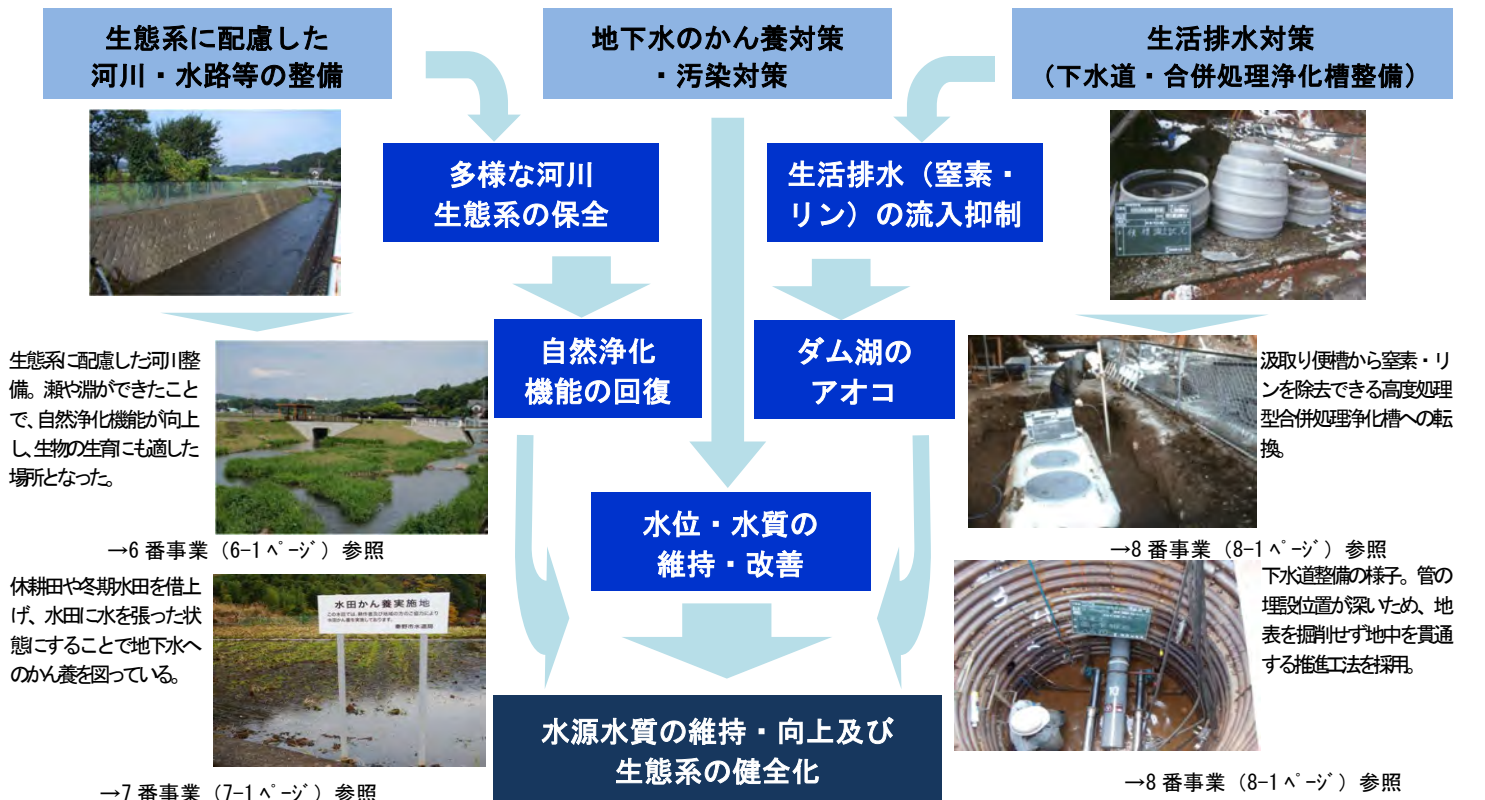 生態系に配慮した
河川・水路等の整備
地下水のかん養対策
・汚染対策
生活排水対策
（下水道・合併処理浄化槽整備）
多様な河川
生態系の保全
生活排水（窒素・
リン）の流入抑制
自然浄化
機能の回復
ダム湖の
アオコ
生態系に配慮した河川整
備。瀬や淵ができたこと
で、自然浄化機能が向上
し、生物の生育にも適した
場所となった。
→6 番事業（6-1 ﾍﾟｰｼﾞ）参照
汲取り便槽から窒素・リ
ンを除去できる高度処理
型合併処理浄化槽への転
換。
→8 番事業（8-1 ﾍﾟｰｼﾞ）参照
水位・水質の
維持・改善
休耕田や冬期水田を借上
げ、水田に水を張った状
態にすることで地下水へ
のかん養を図っている。
水田かん養実施地
秦野市水道局
→7 番事業（7-1 ﾍﾟｰｼﾞ）参照
下水道整備の様子。管の
埋設位置が深いため、地
表を掘削せず地中を貫通
する推進工法を採用。
→8 番事業（8-1 ﾍﾟｰｼﾞ）参照
水源水質の維持・向上及び
生態系の健全化